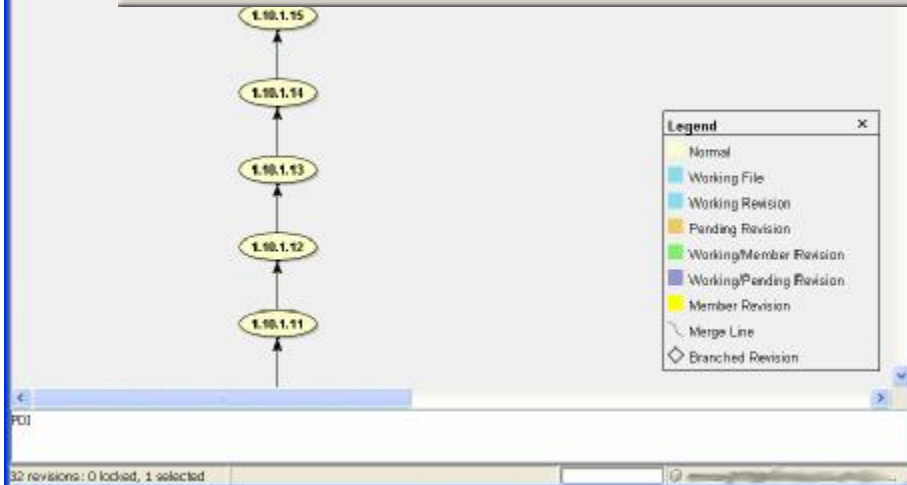 1.10.1.15
1.10.1.14
1.10.1.13
1.10.1.12
1.10.1.11
Legend
Normal
Working File
Working Revision
Pending Revision
Working/Member Revision
Working/Pending Revision
Member Revision
Merge Line
Branched Revision
PDI
32 revisions: 0 locked, 1 selected